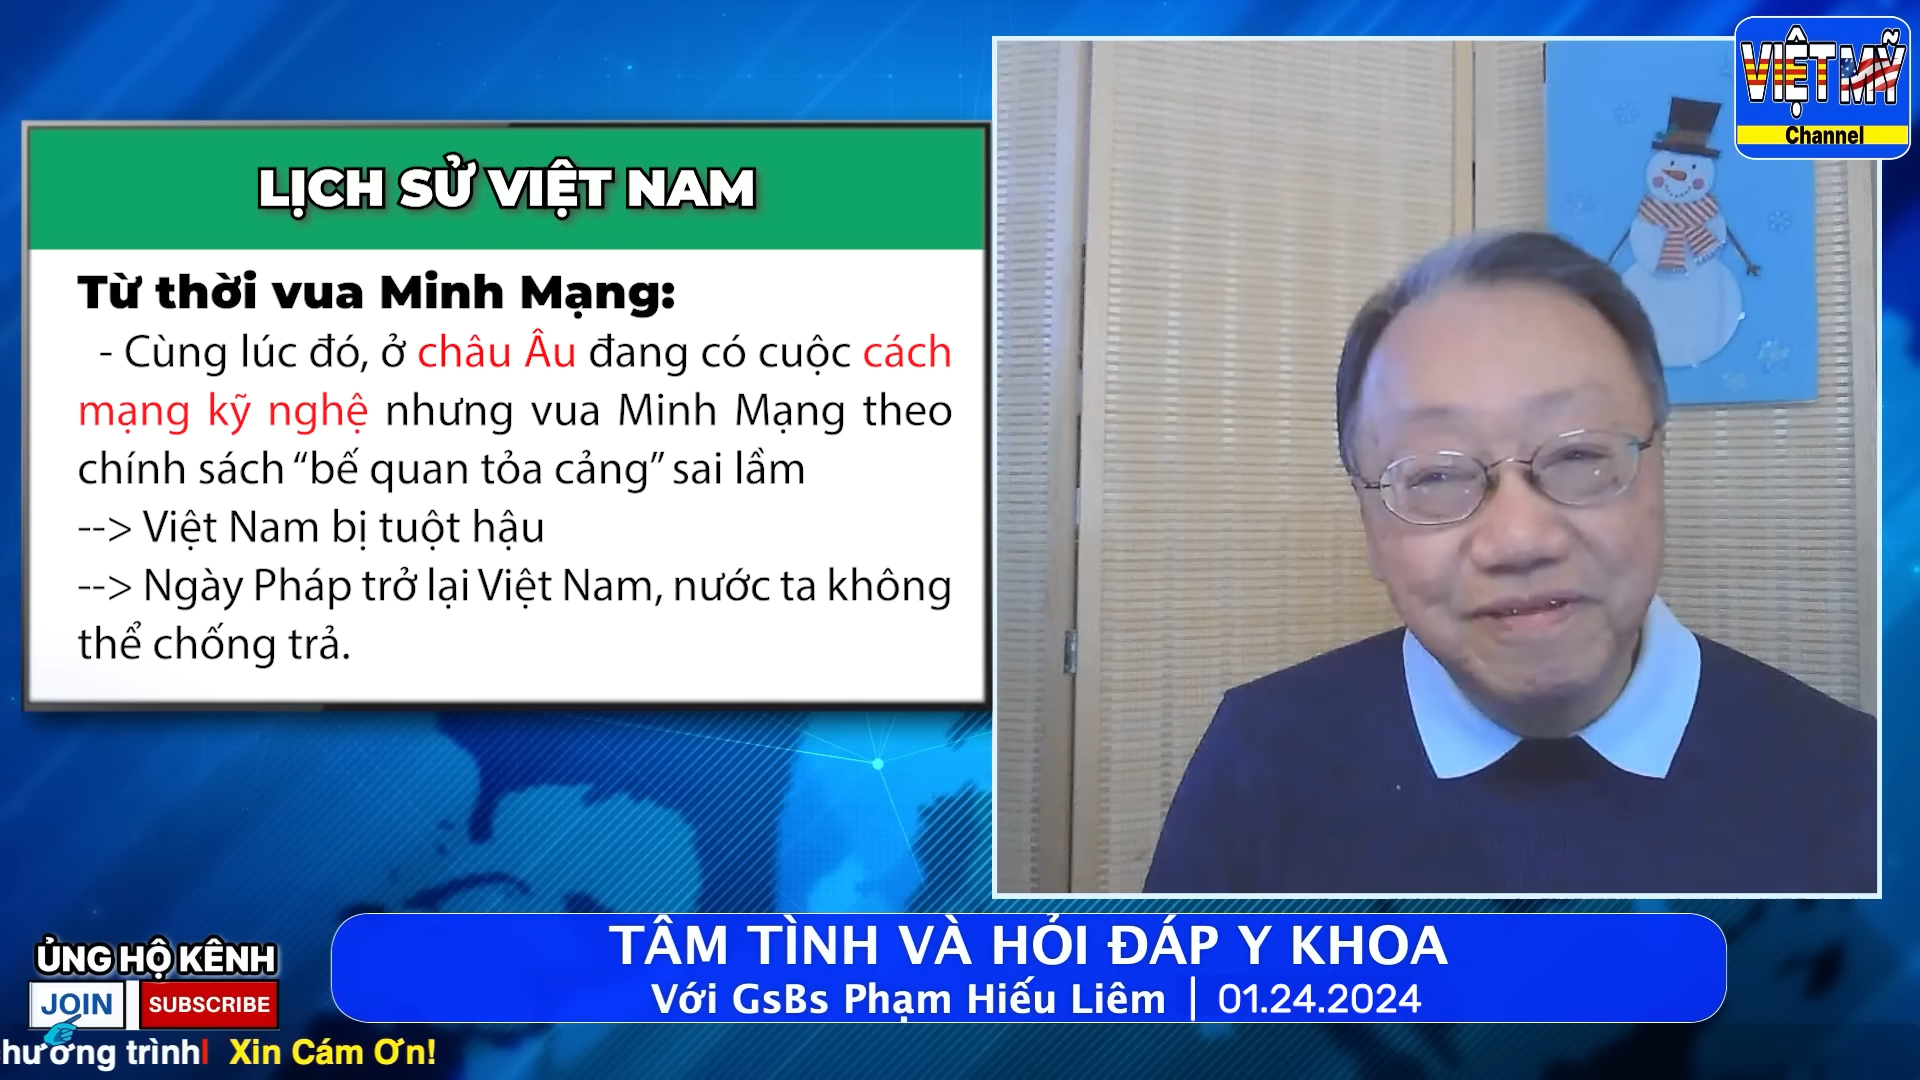 VIỆT MỸ
Channel
LỊCH SỬ VIỆT NAM
Từ thời vua Minh Mạng:
- Cùng lúc đó, ở châu Âu đang có cuộc cách
mạng kỹ nghệ nhưng vua Minh Mạng theo
chính sách “bế quan tỏa cảng” sai lầm
--> Việt Nam bị tuột hậu
--> Ngày Pháp trở lại Việt Nam, nước ta không
thể chống trả.
TÂM TÌNH VÀ HỎI ĐÁP Y KHOA
Với GsBs Phạm Hiếu Liêm | 01.24.2024
ỦNG HỘ KÊNH
JOIN SUBSCRIBE
hương trình! Xin Cám Ơn!